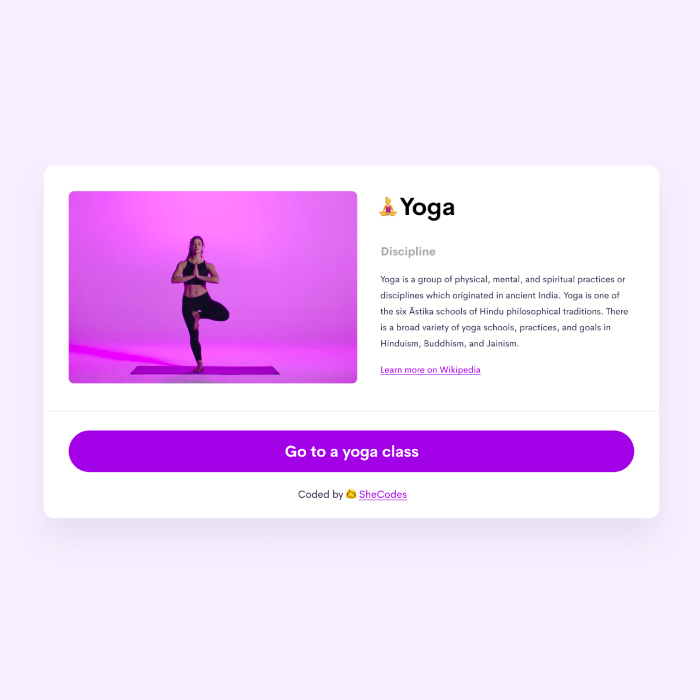 Yoga
Discipline
Yoga is a group of physical, mental, and spiritual practices or
disciplines which originated in ancient India. Yoga is one of
the six Āstika schools of Hindu philosophical traditions. There
is a broad variety of yoga schools, practices, and goals in
Hinduism, Buddhism, and Jainism.
Learn more on Wikipedia
Go to a yoga class
Coded by SheCodes